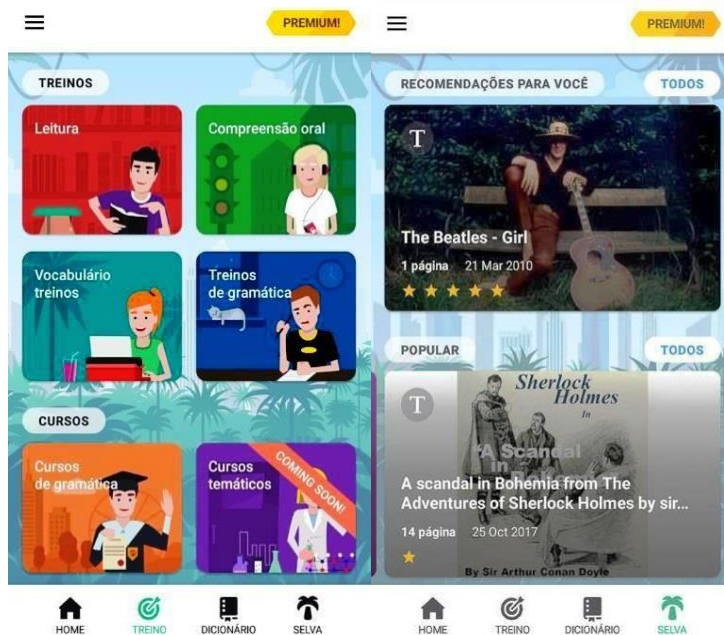 PREMIUM!
TREINOS
Leitura
Compreensão oral
Vocabulário
treinos
Treinos
de gramática
CURSOS
Cursos
de gramática
Cursos
temáticos
COMING SOON!
HOME
TREINO
DICIONÁRIO
SELVA
PREMIUM!
RECOMENDAÇÕES PARA VOCÊ
TODOS
T
The Beatles - Girl
1 página 21 Mar 2010
POPULAR
TODOS
T
Sherlock
Holmes
In
"A Scandal
in
A scandal in Bohemia from The
Adventures of Sherlock Holmes by sir...
14 página 25 Oct 2017
By Sir Arthur Conan Doyle
HOME
TREINO
DICIONÁRIO
SELVA